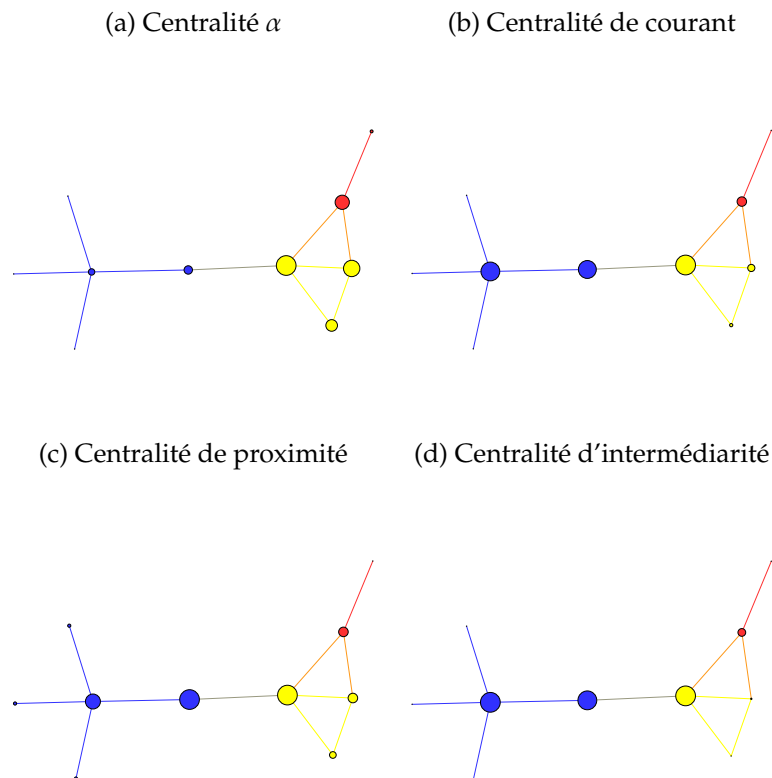 (a) Centralité α
(b) Centralité de courant
(c) Centralité de proximité
(d) Centralité d'intermédiarité